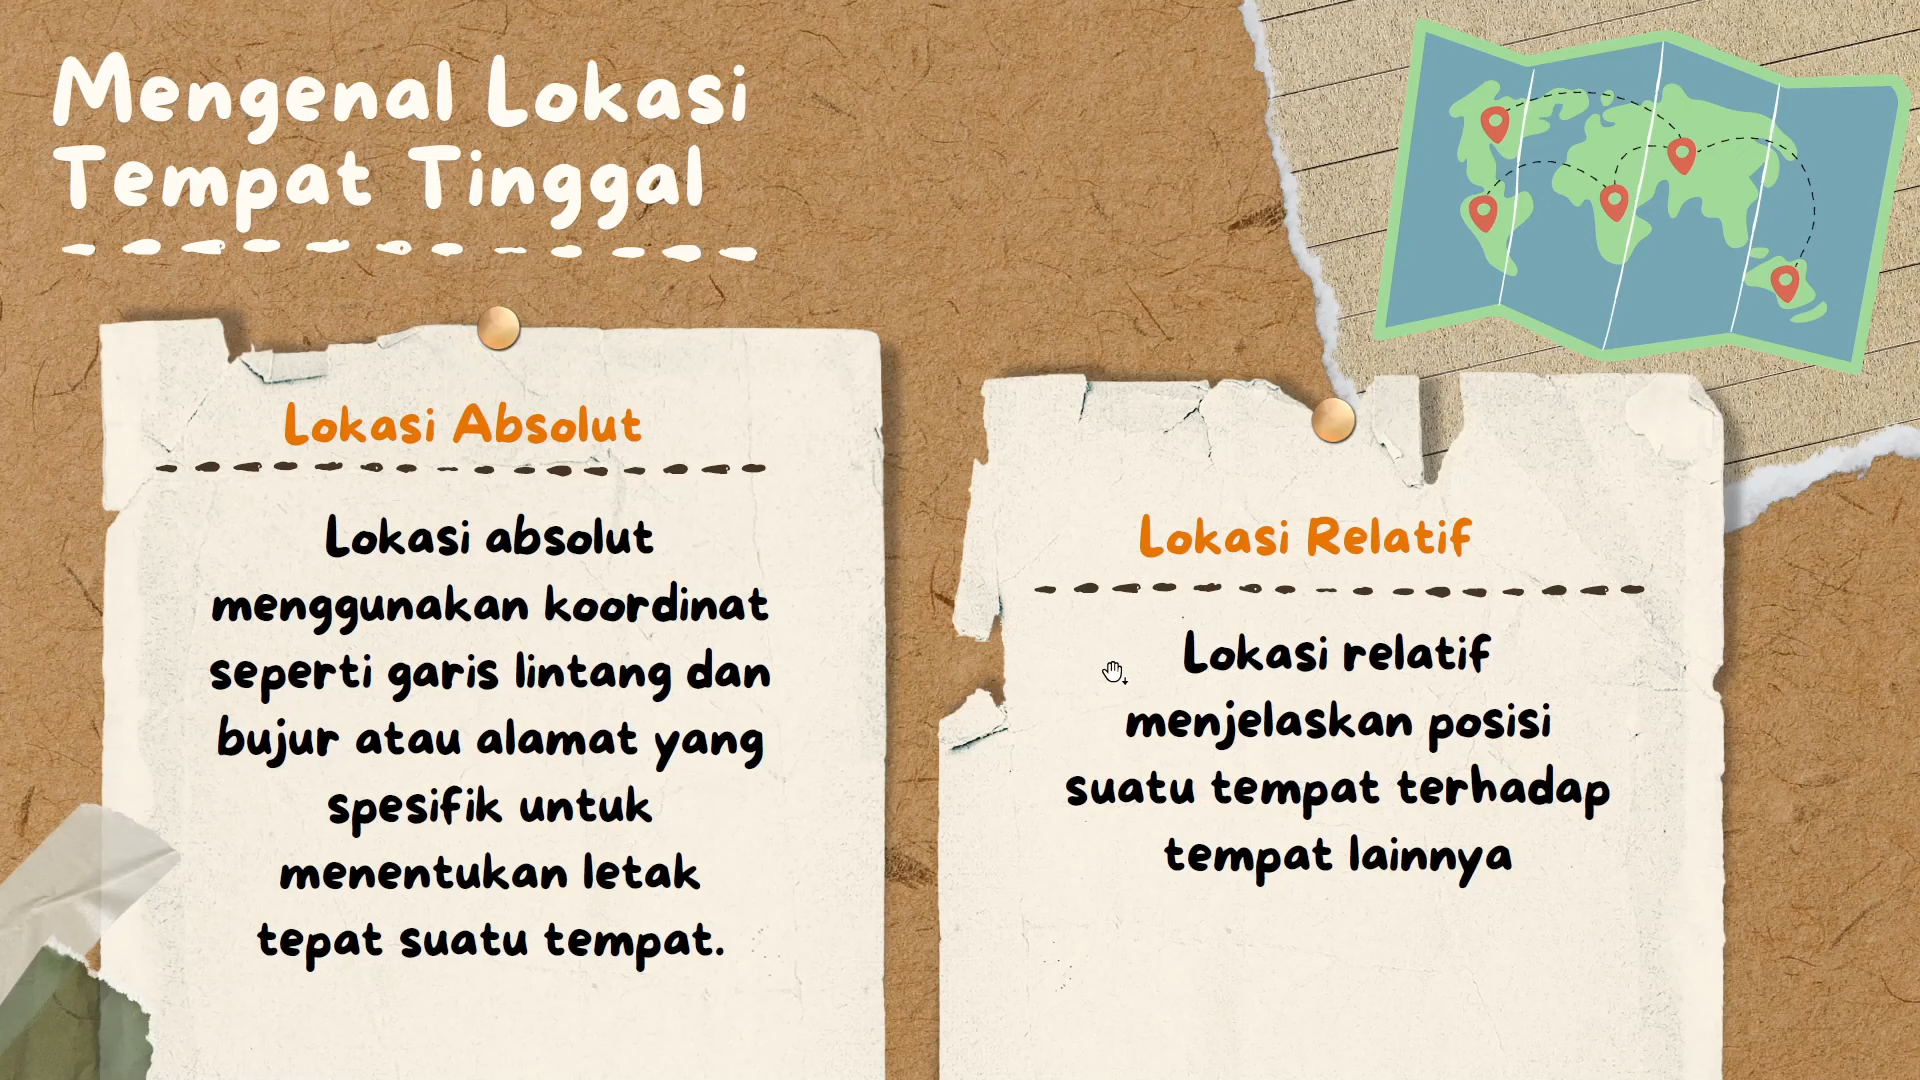 Mengenal Lokasi
Tempat Tinggal
Lokasi Absolut
Lokasi absolut
menggunakan koordinat
seperti garis lintang dan
bujur atau alamat yang
spesifik untuk
menentukan letak
tepat suatu tempat.
Lokasi Relatif
Lokasi relatif
menjelaskan posisi
suatu tempat terhadap
tempat lainnya